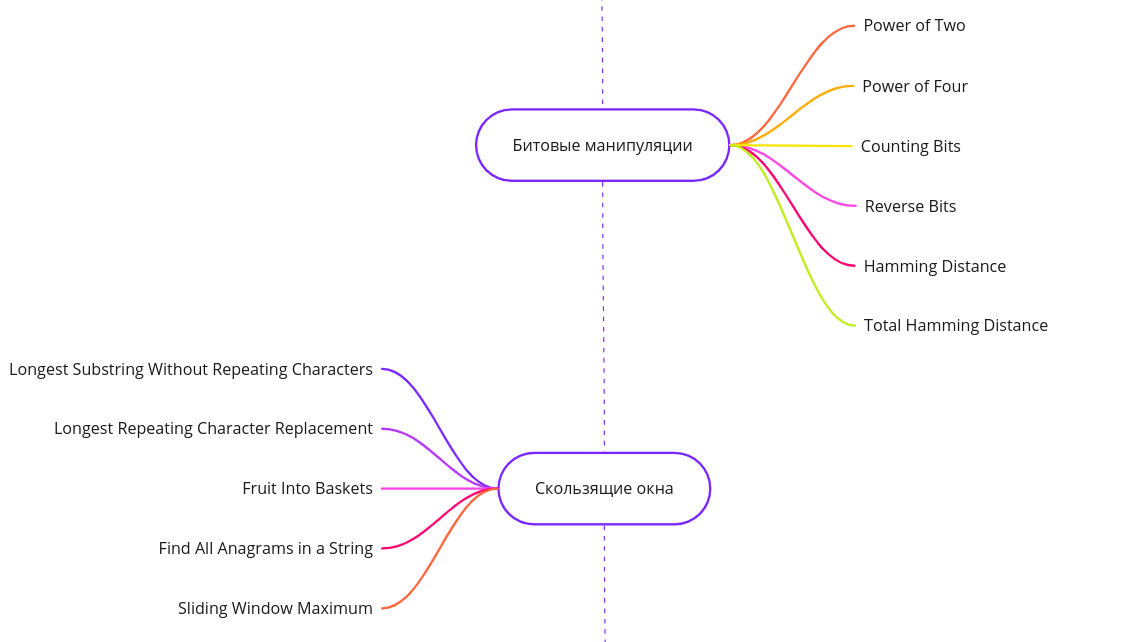 Power of Two
Power of Four
Битовые манипуляции
Counting Bits
Reverse Bits
Hamming Distance
Total Hamming Distance
Longest Substring Without Repeating Characters
Longest Repeating Character Replacement
Fruit Into Baskets
Скользящие окна
Find All Anagrams in a String
Sliding Window Maximum